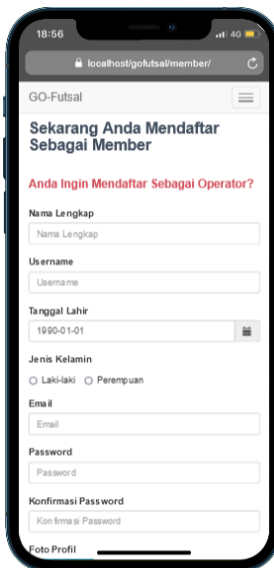 18:56
4G
localhost/gofutsal/member/
GO-Futsal
Sekarang Anda Mendaftar
Sebagai Member
Anda Ingin Mendaftar Sebagai Operator?
Nama Lengkap
Nama Lengkap
Username
Username
Tanggal Lahir
1990-01-01
Jenis Kelamin
Laki-laki Perempuan
Email
Email
Password
Password
Konfirmasi Password
Konfirmasi Password
Foto Profil